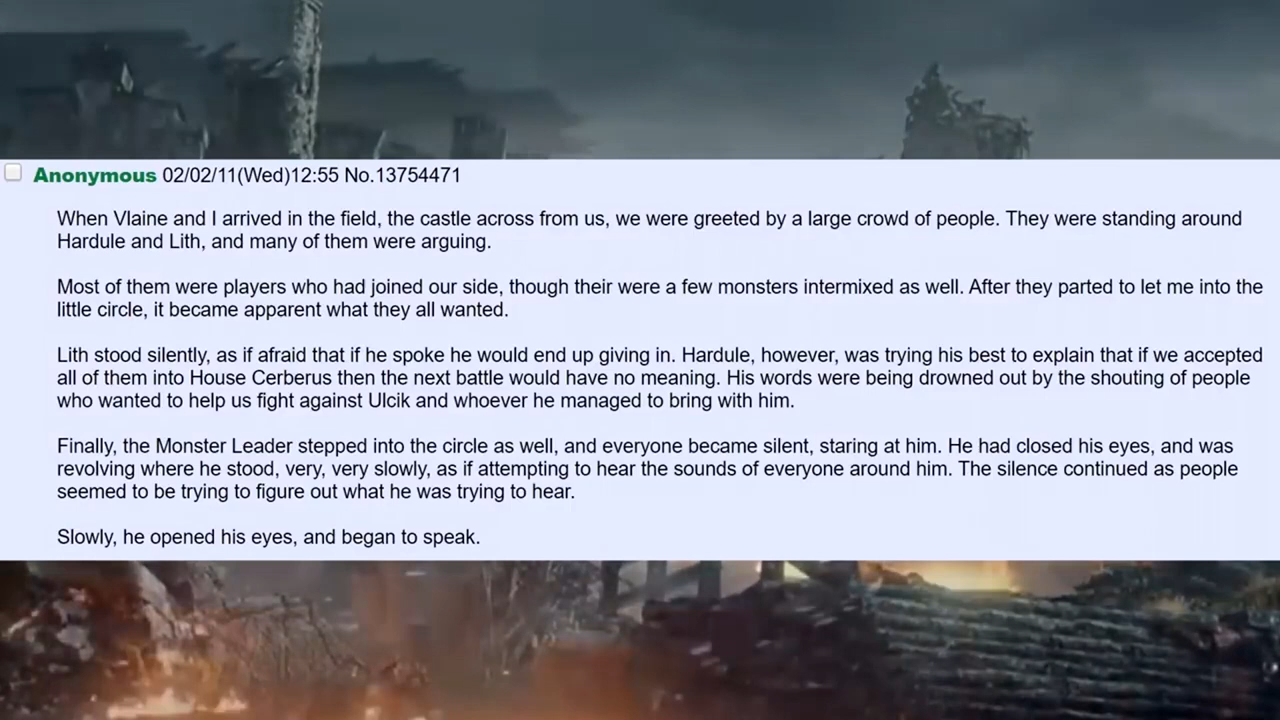 Anonymous 02/02/11(Wed)12:55 No.13754471
When Vlaine and I arrived in the field, the castle across from us, we were greeted by a large crowd of people. They were standing around
Hardule and Lith, and many of them were arguing.
Most of them were players who had joined our side, though their were a few monsters intermixed as well. After they parted to let me into the
little circle, it became apparent what they all wanted.
Lith stood silently, as if afraid that if he spoke he would end up giving in. Hardule, however, was trying his best to explain that if we accepted
all of them into House Cerberus then the next battle would have no meaning. His words were being drowned out by the shouting of people
who wanted to help us fight against Ulcik and whoever he managed to bring with him.
Finally, the Monster Leader stepped into the circle as well, and everyone became silent, staring at him. He had closed his eyes, and was
revolving where he stood, very, very slowly, as if attempting to hear the sounds of everyone around him. The silence continued as people
seemed to be trying to figure out what he was trying to hear.
Slowly, he opened his eyes, and began to speak.